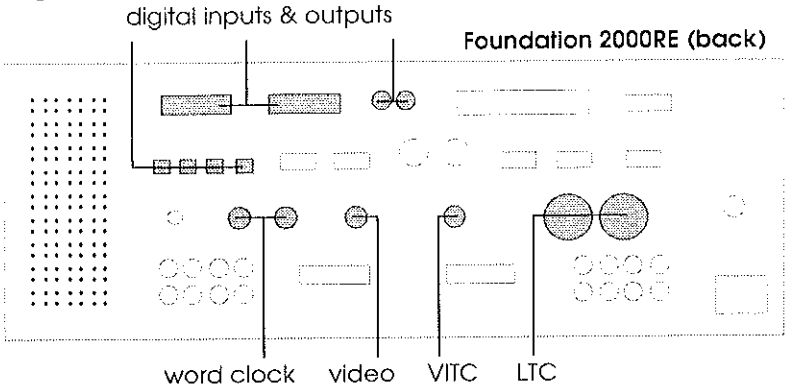 digital inputs & outputs
Foundation 2000RE (back)
word clock
video
VITC
LTC